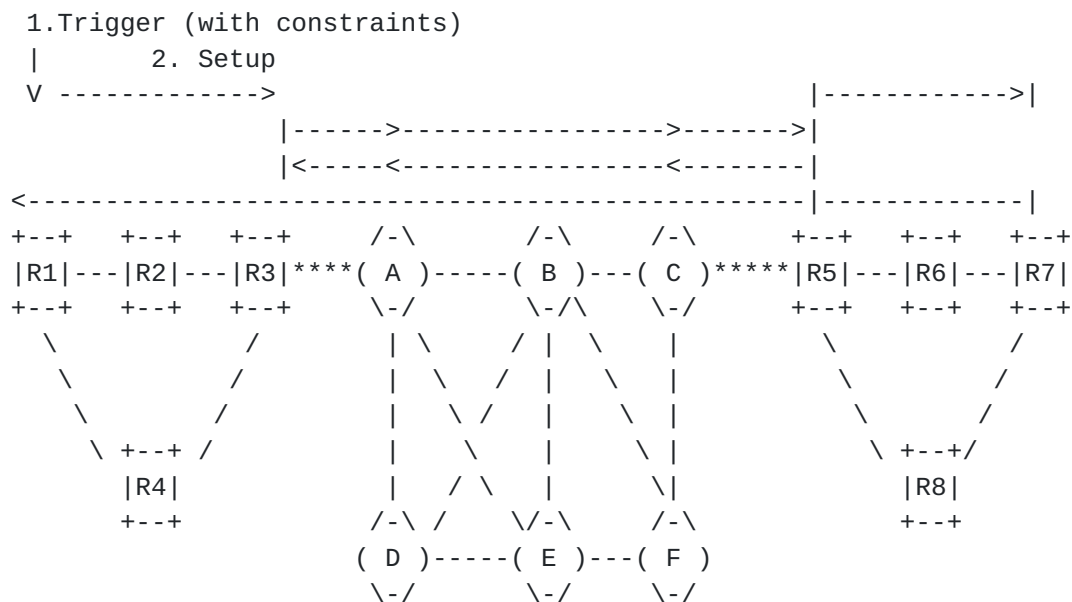 1.Trigger (with constraints)
|       2. Setup
V ------------->                                  |------------>|
                |------>----------------->------->|
                |<-----<-----------------<--------|
<--------------------------------------------------|-------------|
+--+   +--+   +--+     /-\       /-\     /-\      +--+   +--+   +--+
|R1|---|R2|---|R3|****( A )-----( B )---( C )*****|R5|---|R6|---|R7|
+--+   +--+   +--+     \-/       \-/\    \-/      +--+   +--+   +--+
  \            /        | \     / |  \    |         \           /
   \          /         |  \   /  |   \   |          \         /
    \        /          |   \ /   |    \  |           \       /
     \ +--+ /           |    \    |     \ |            \ +--+/
       |R4|             |   / \   |      \|              |R8|
       +--+            /-\ /    \/-\     /-\             +--+
                      ( D )-----( E )---( F )
                       \-/       \-/     \-/